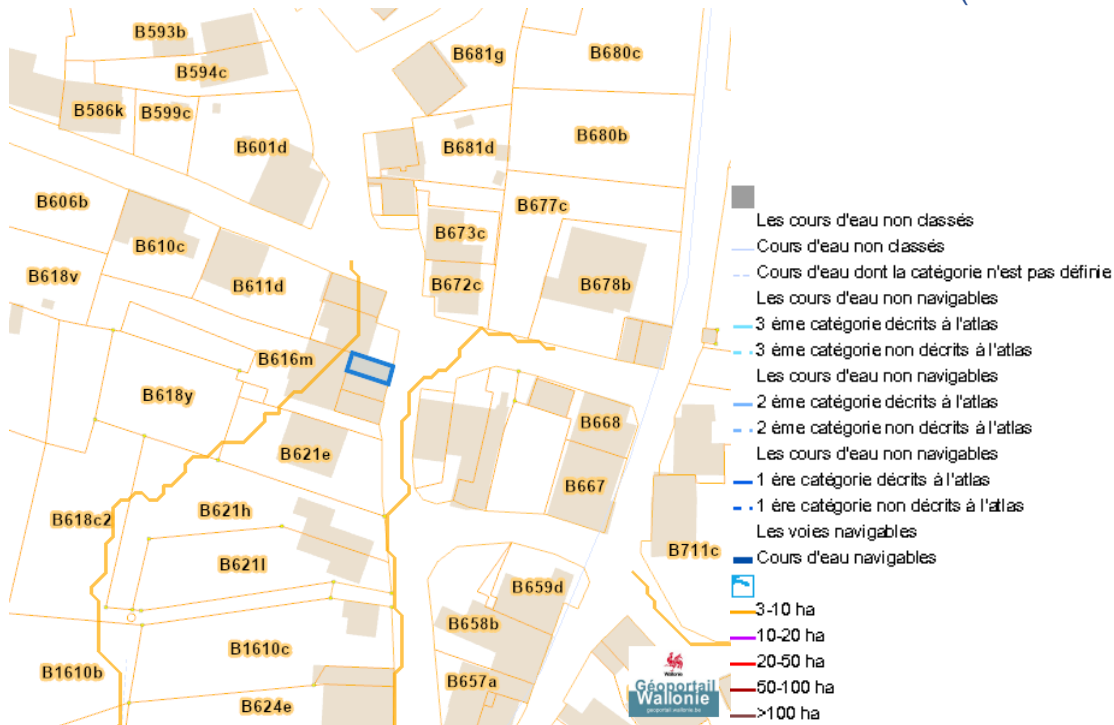 B593b
B681g
B680c
B594c
B586k
B599c
B601d
B681d
B680b
B606b
B677c
B610c
B673c
B618v
B611d
B672c
B678b
B616m
B618y
B668
B621e
B667
B618c2
B621h
B711c
B621l
B659d
B658b
B1610c
B1610b
B657a
B624e
Wallonie
Géoportail
Wallonie
geoportail.wallonie.be
Les cours d'eau non classés
Cours d'eau non classés
Cours d'eau dont la catégorie n'est pas définie
Les cours d'eau non navigables
3 ème catégorie décrits à l'atlas
3 ème catégorie non décrits à l'atlas
Les cours d'eau non navigables
2 ème catégorie décrits à l'atlas
2 ème catégorie non décrits à l'atlas
Les cours d'eau non navigables
1 ère catégorie décrits à l'atlas
1 ère catégorie non décrits à l'atlas
Les voies navigables
Cours d'eau navigables
3-10 ha
10-20 ha
20-50 ha
50-100 ha
>100 ha